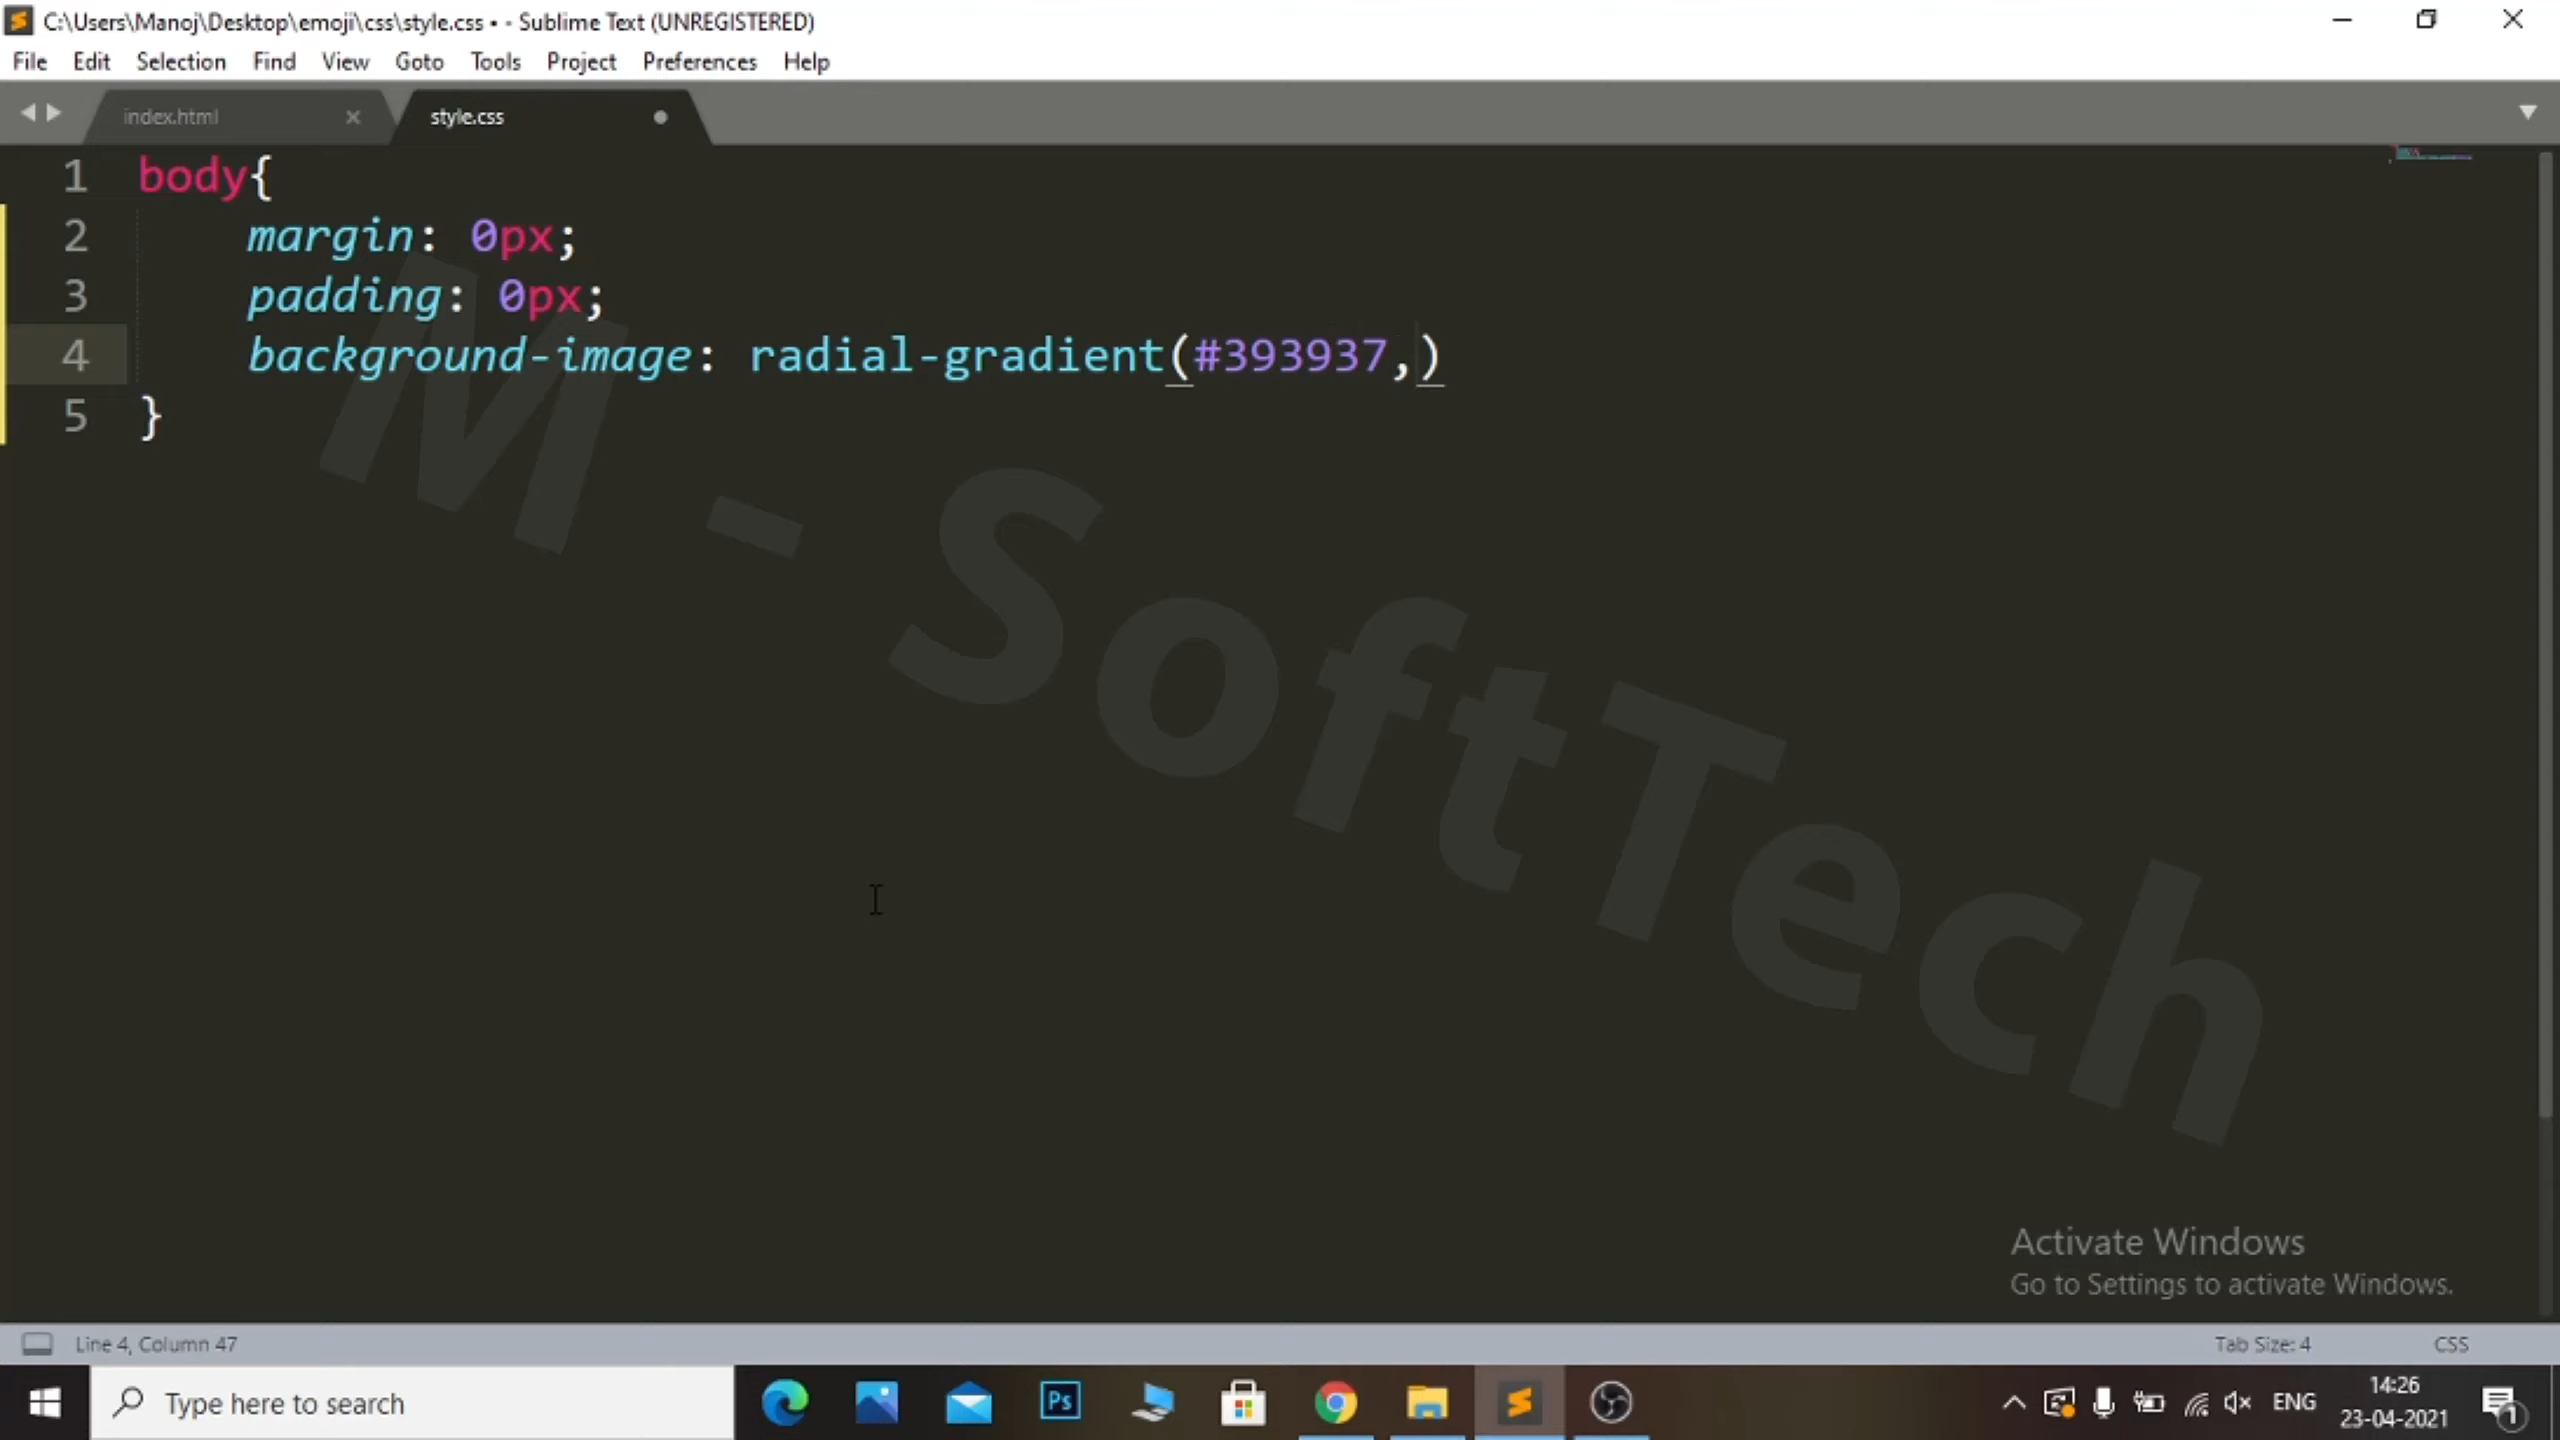 C:\Users\Manoj\Desktop\emoji\css\style.css • - Sublime Text (UNREGISTERED)
File Edit Selection Find View Goto Tools Project Preferences Help
index.html style.css
1 body{
2 margin: 0px;
3 padding: 0px;
4 background-image: radial-gradient(#393937,)
5 }
M - SoftTech
Activate Windows
Go to Settings to activate Windows.
Line 4, Column 47 Tab Size: 4 CSS
Type here to search Ps ENG 14:26
23-04-2021 1